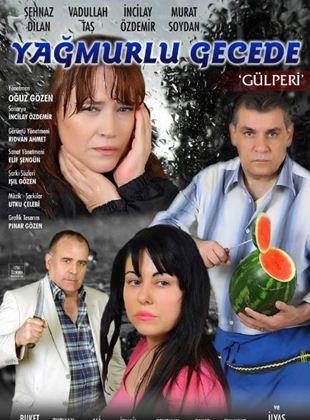 ŞEHNAZ DİLAN
VADULLAH TAŞ
İNCİLAY ÖZDEMİR
MURAT SOYDAN
YAĞMURLU GECEDE
'GÜLPERİ'
Yönetmen
OĞUZ GÖZEN
Senaryo
İNCİLAY ÖZDEMİR
Görüntü Yönetmeni
RIDVAN AHMET
Sanat Yönetmeni
ELİF ŞENGÜN
Şarkı Sözleri
IŞIL GÖZEN
Müzik - Şarkılar
UTKU ÇELEBİ
Grafik Tasarım
PINAR GÖZEN
ve
BUKET
İLYAS